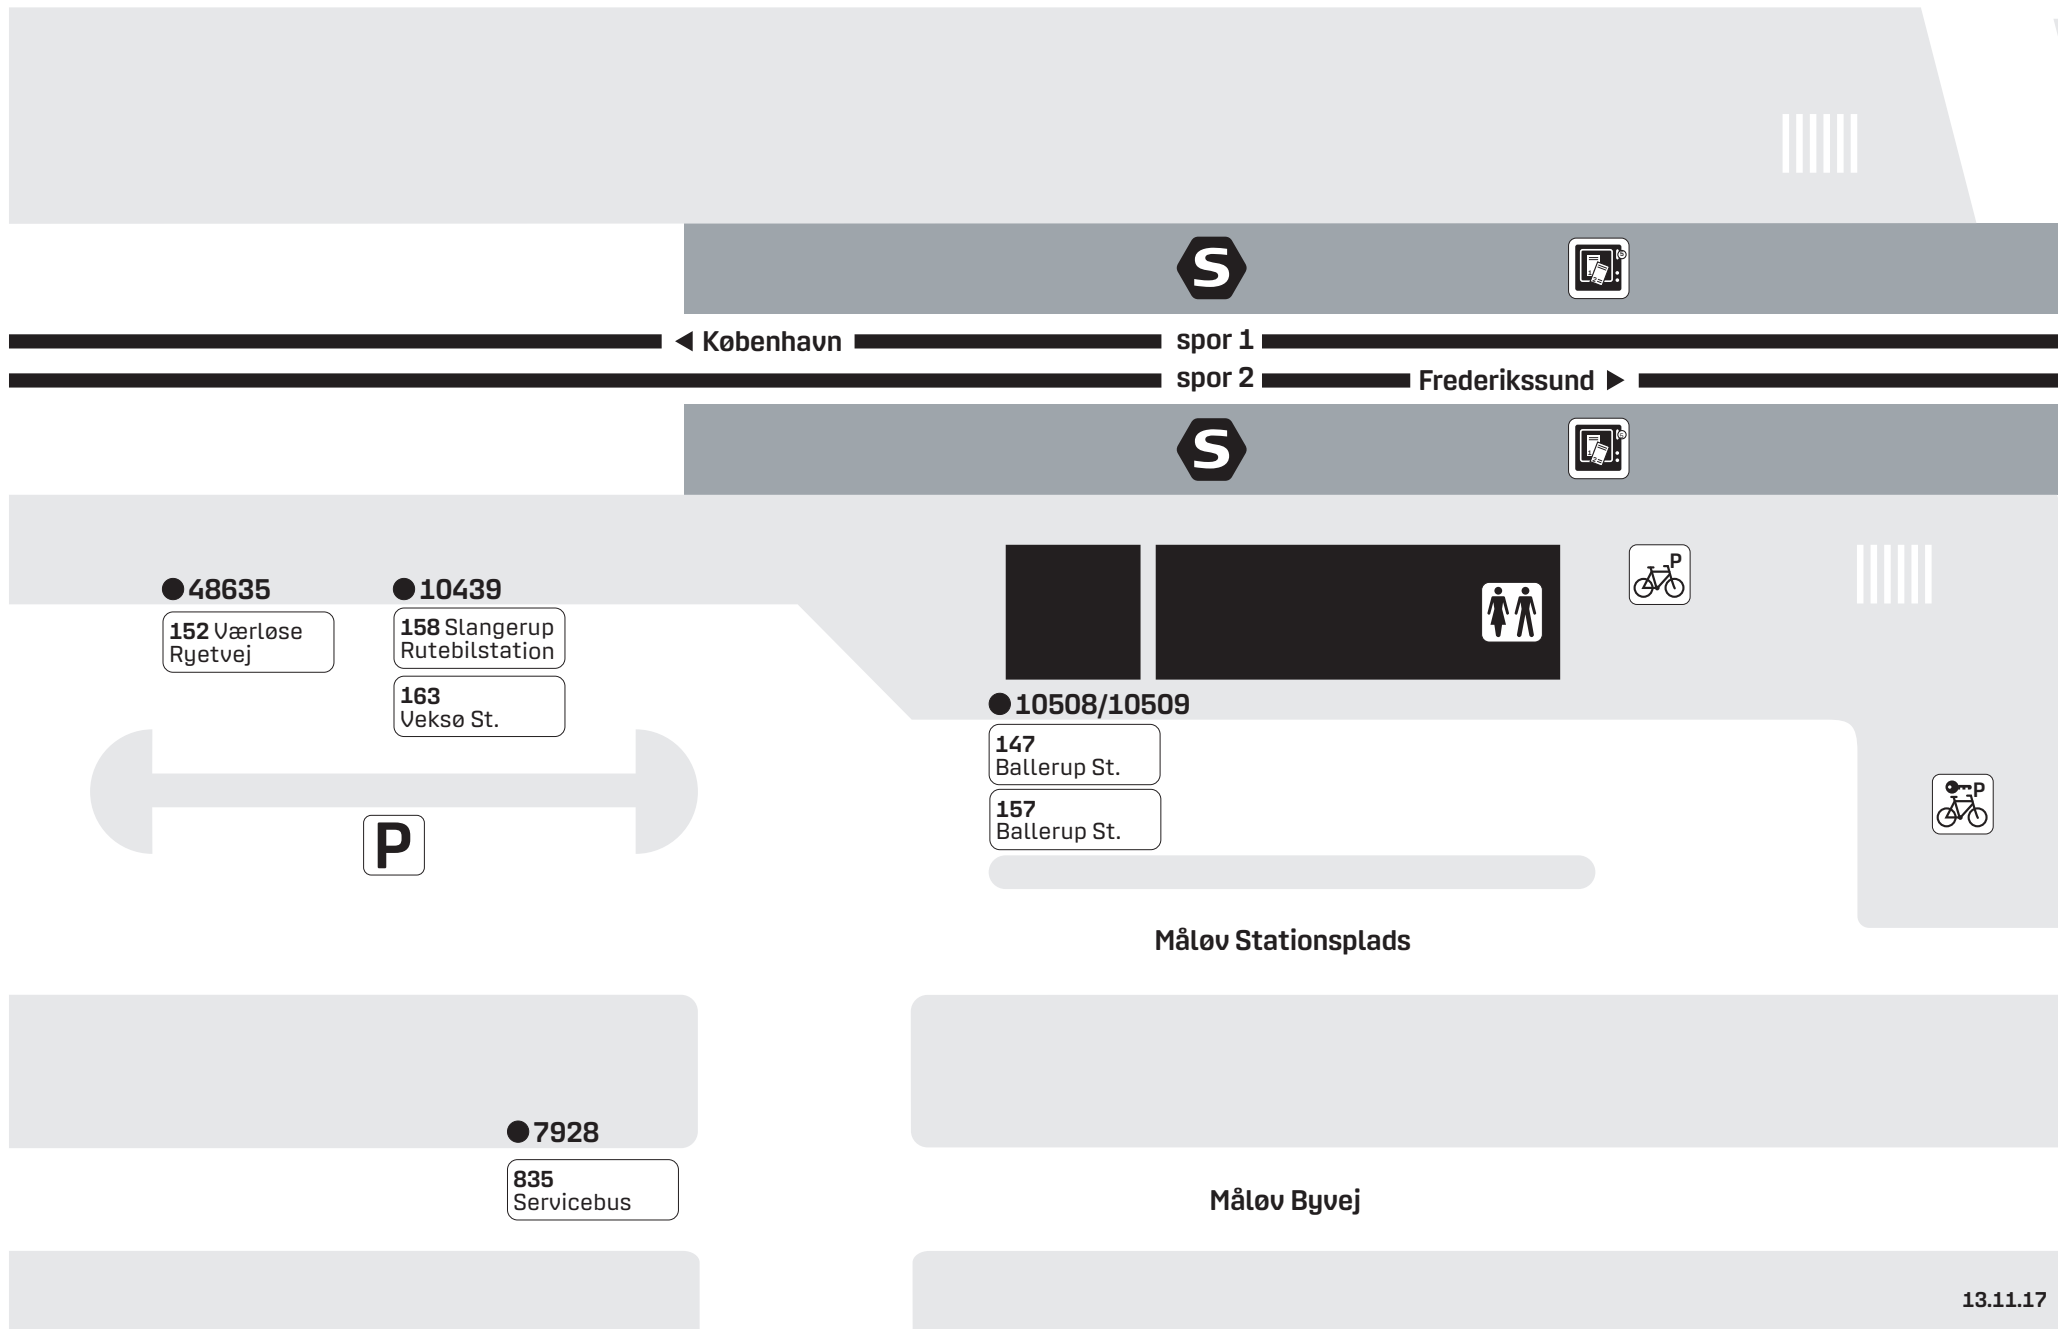 S
København
spor 1
spor 2
Frederikssund
S
P
48635
152 Værløse
Ryetvej
10439
158 Slangerup
Rutebilstation
163
Veksø St.
10508/10509
147
Ballerup St.
157
Ballerup St.
P
P
Måløv Stationsplads
7928
835
Servicebus
Måløv Byvej
13.11.17